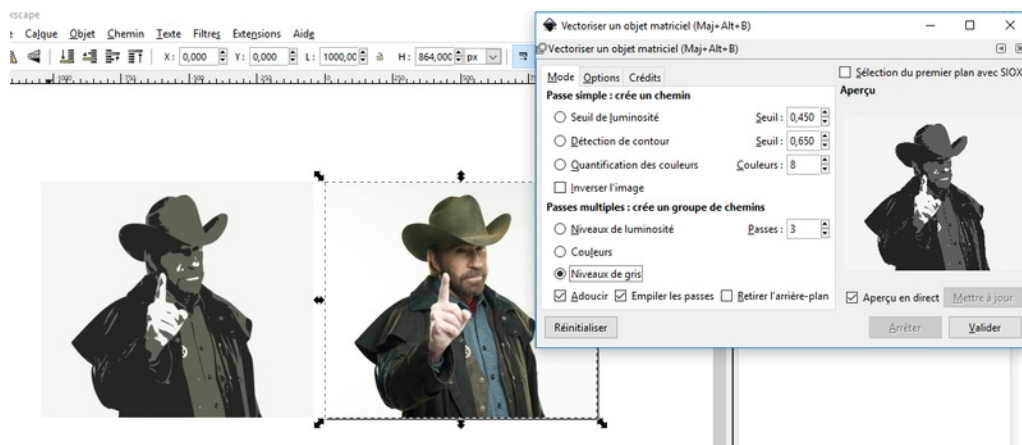 kscape
e Calque Objet Chemin Texte Filtres Extensions Aide
X: 0,000 Y: 0,000 L: 1000,00 H: 864,000 px
Vectoriser un objet matriciel (Maj+Alt+B)
Vectoriser un objet matriciel (Maj+Alt+B)
Mode Options Crédits
Sélection du premier plan avec SIOX
Passe simple : crée un chemin
Aperçu
Seuil de luminosité Seuil : 0,450
Détection de contour Seuil : 0,650
Quantification des couleurs Couleurs : 8
Inverser l'image
Passes multiples : crée un groupe de chemins
Niveaux de luminosité Passes : 3
Couleurs
Niveaux de gris
Adoucir Empiler les passes Retirer l'arrière-plan
Aperçu en direct Mettre à jour
Réinitialiser Arrêter Valider